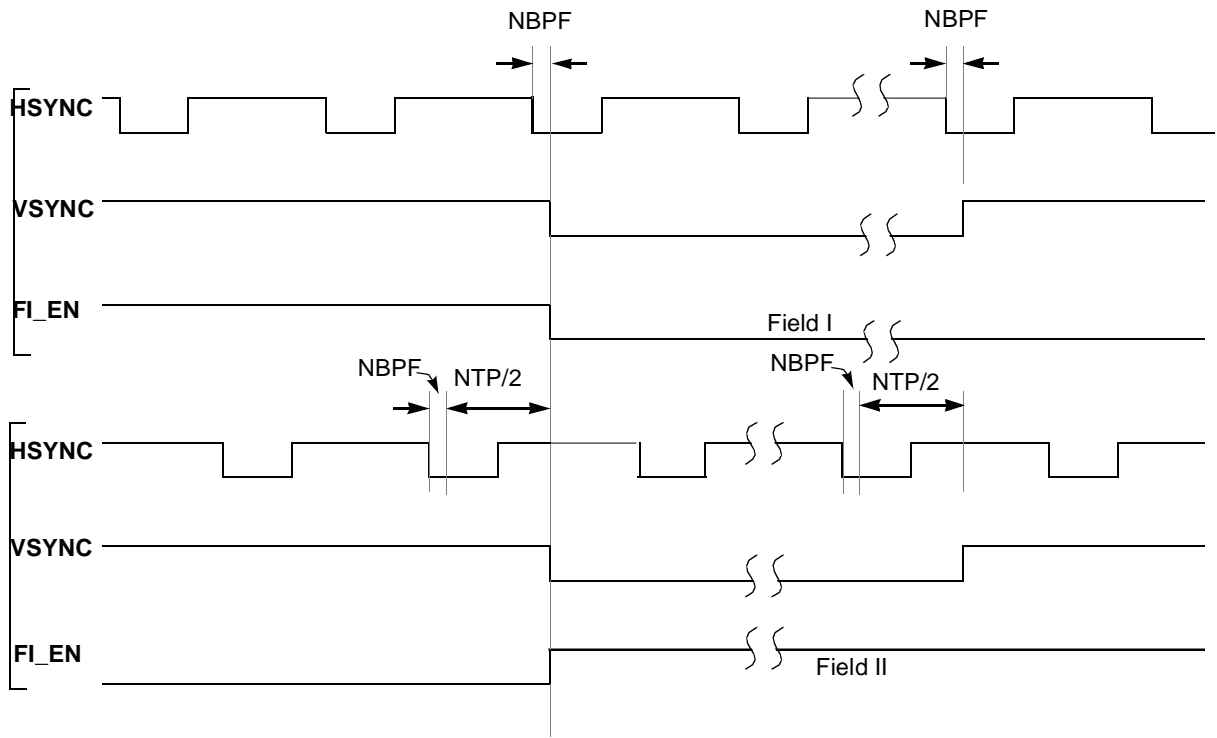 NBPF NBPF
HSYNC
VSYNC
FI_EN
Field I
NBPF NTP/2 NBPF NTP/2
HSYNC
VSYNC
FI_EN
Field II